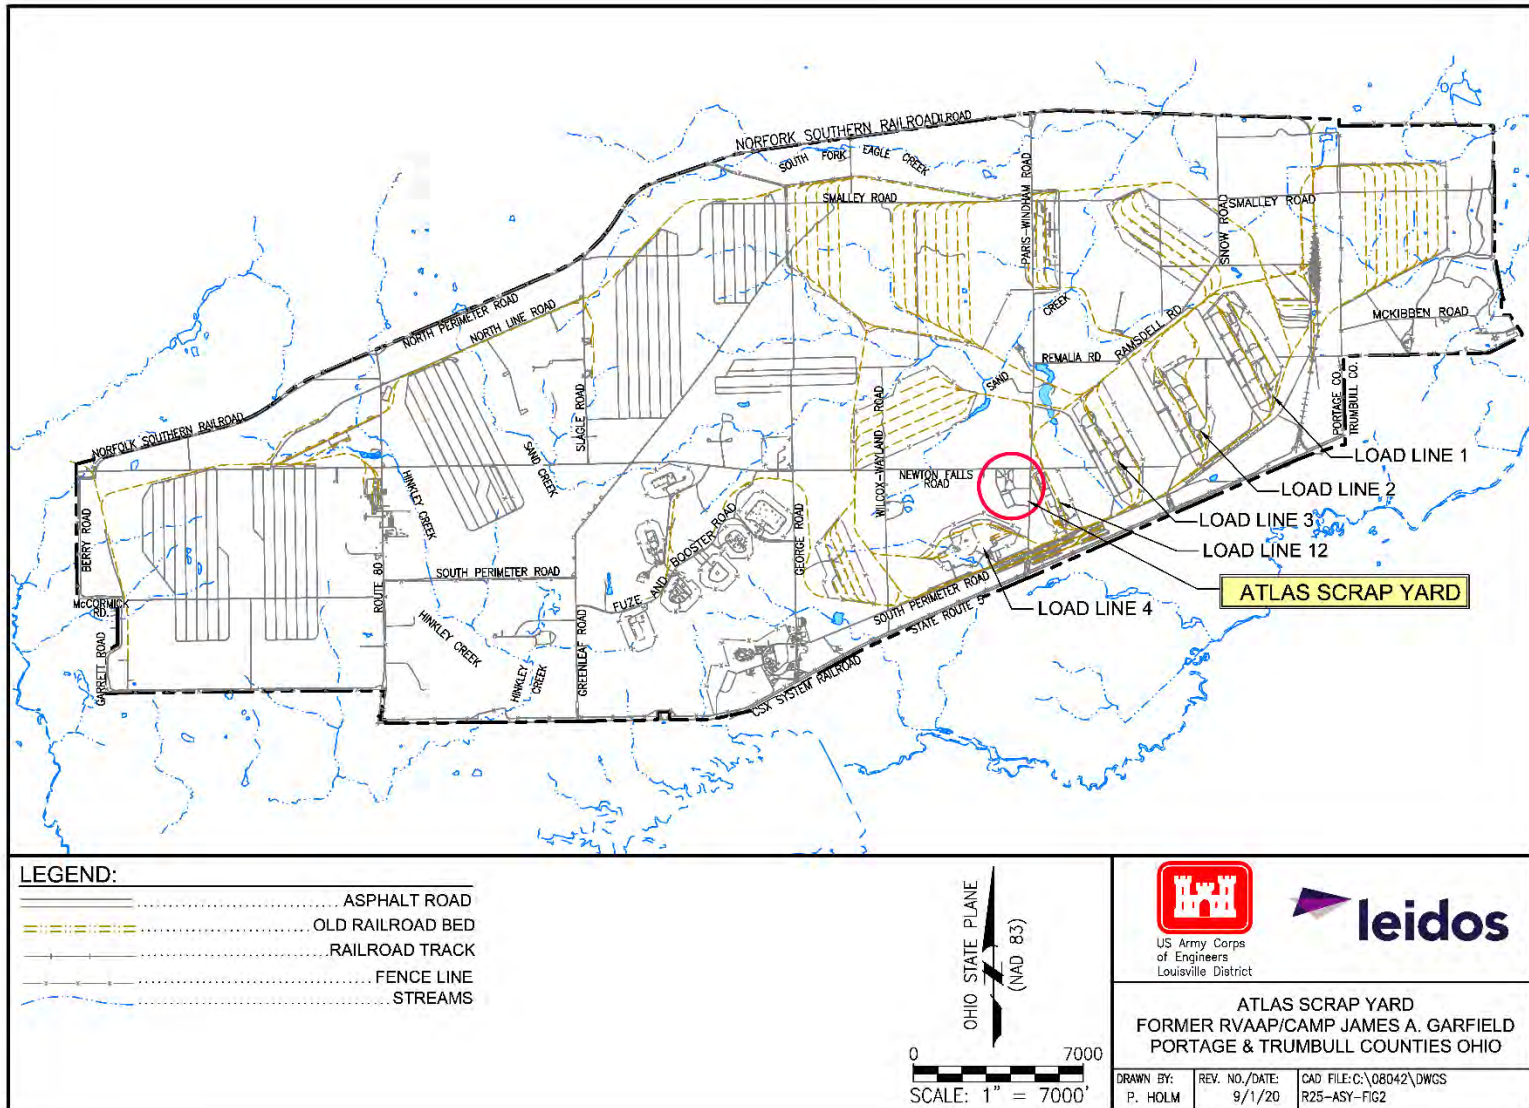 NORFORK SOUTHERN RAILROADLROAD
SOUTH FORK EAGLE CREEK
SMALLEY ROAD
PARIS-WINDHAM ROAD
SNOW ROAD
SMALLEY ROAD
NORTH PERIMETER ROAD
NORTH LINE ROAD
CREEK
MCKIBBEN ROAD
RAMSDELL RD
REMALIA RD
SAND
SLAGLE ROAD
WILCOX-WAYLAND ROAD
PORTAGE CO.
TRUMBULL CO.
NORFOLK SOUTHERN RAILROAD
SAND CREEK
HINKLEY CREEK
NEWTON FALLS
ROAD
LOAD LINE 1
LOAD LINE 2
LOAD LINE 3
LOAD LINE 12
BERRY ROAD
ROUTE 80
SOUTH PERIMETER ROAD
FUZE AND BOOSTER ROAD
GEORGE ROAD
ATLAS SCRAP YARD
McCORMICK
RD.
GARRETT ROAD
HINKLEY CREEK
HINKLEY
CREEK
GREENLEAF ROAD
SOUTH PERIMETER ROAD
STATE ROUTE 5
LOAD LINE 4
CSX SYSTEM RAILROAD
LEGEND:
ASPHALT ROAD
OLD RAILROAD BED
RAILROAD TRACK
FENCE LINE
STREAMS
OHIO STATE PLANE
(NAD 83)
0 7000
SCALE: 1" = 7000'
US Army Corps
of Engineers
Louisville District
leidos
ATLAS SCRAP YARD
FORMER RVAAP/CAMP JAMES A. GARFIELD
PORTAGE & TRUMBULL COUNTIES OHIO
DRAWN BY:
P. HOLM
REV. NO./DATE:
9/1/20
CAD FILE:C:\08042\DWGS
R25-ASY-FIG2